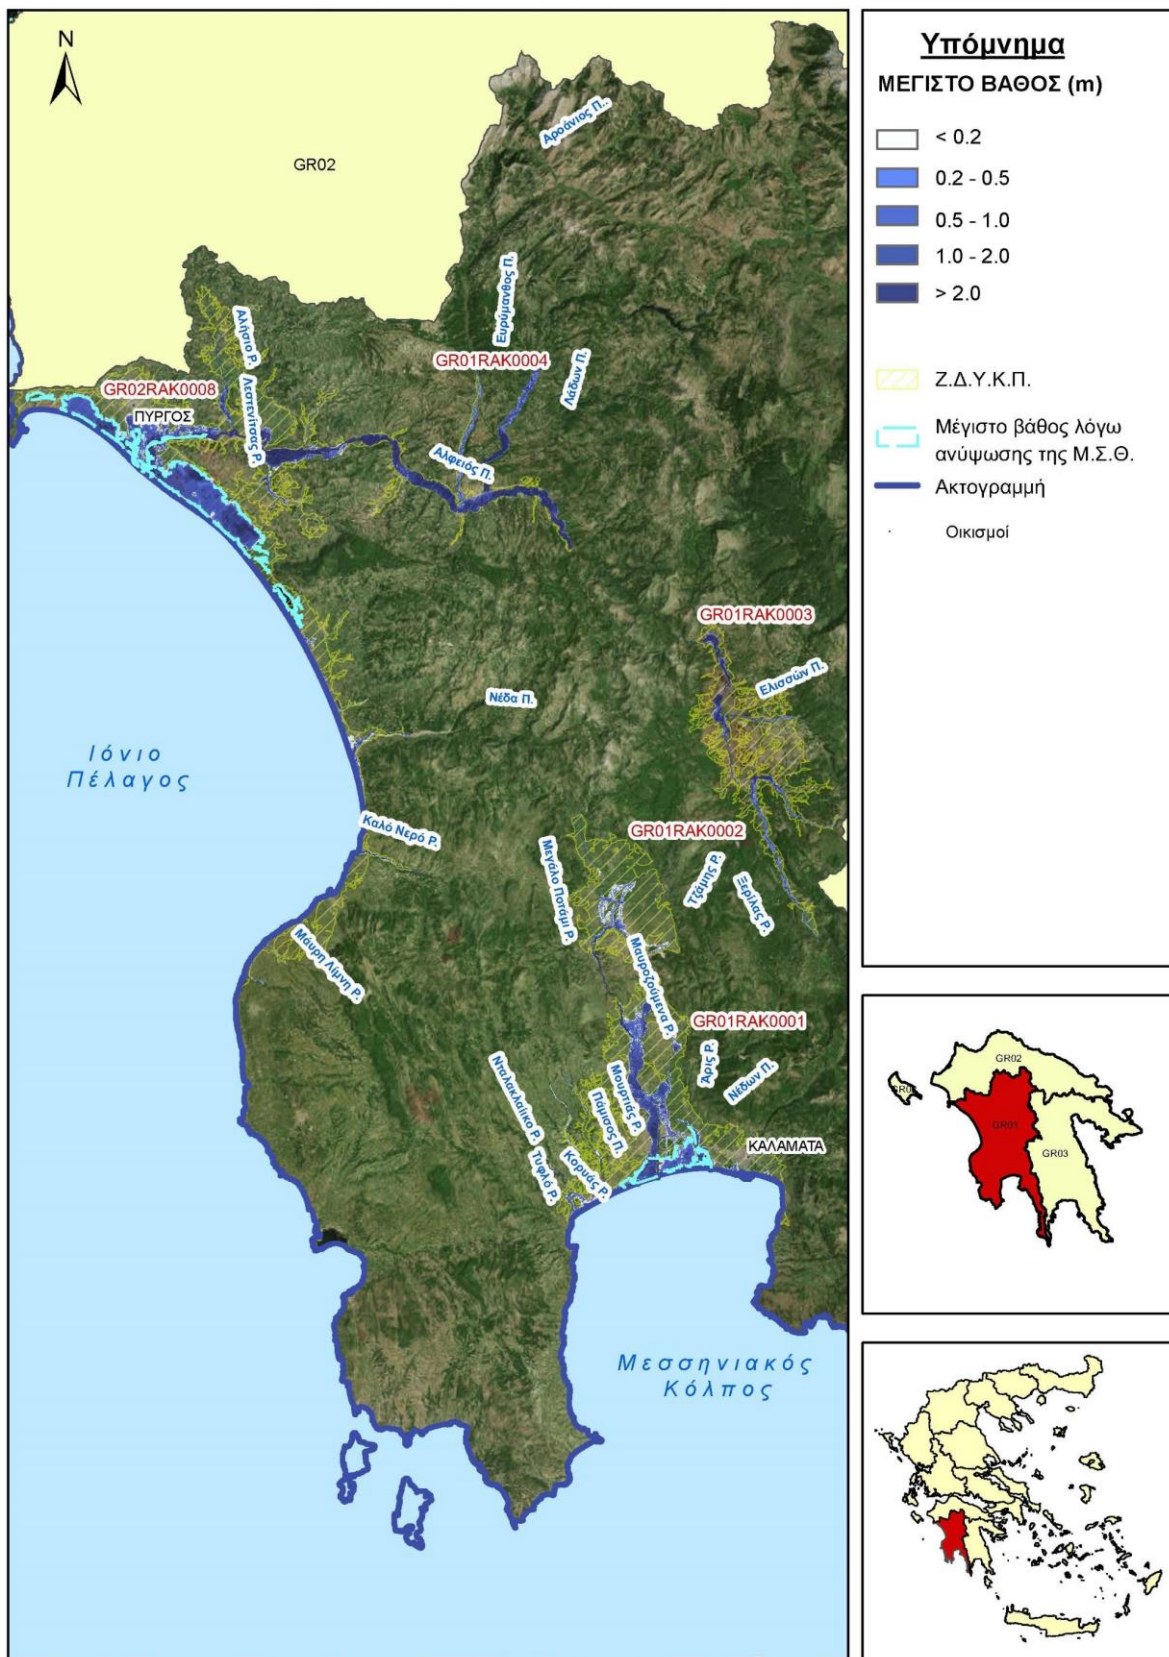 N
GR02
Αροάνιος Π..
Ευρύμανθος Π.
Λάδων Π.
Αλήσιο Ρ.
Λεστενίτσας Ρ.
GR01RAK0004
GR02RAK0008
ΠΥΡΓΟΣ
Αλφειός Π.
GR01RAK0003
Ελισσών Π.
Νέδα Π.
Ιόνιο
Πέλαγος
Καλό Νερό Ρ.
GR01RAK0002
Μεγάλο Ποτάμι Ρ.
Τζάμης Ρ.
Ξερίλας Ρ.
Μαύρη Λίμνη Ρ.
Μαυροζούμενα Ρ.
GR01RAK0001
Άρις Ρ.
Νέδων Π.
Νταλακλαίικο Ρ.
Τυφλό Ρ.
Κορυάς Ρ.
Πάμισος Π.
Μουρτιάς Ρ.
ΚΑΛΑΜΑΤΑ
Μεσσηνιακός
Κόλπος
Υπόμνημα
ΜΕΓΙΣΤΟ ΒΑΘΟΣ (m)
< 0.2
0.2 - 0.5
0.5 - 1.0
1.0 - 2.0
> 2.0
Ζ.Δ.Υ.Κ.Π.
Μέγιστο βάθος λόγω
ανύψωσης της Μ.Σ.Θ.
Ακτογραμμή
Οικισμοί
GR02
GR01
GR03